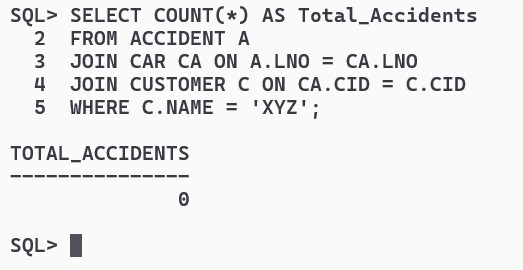 SQL> SELECT COUNT(*) AS Total_Accidents
  2  FROM ACCIDENT A
  3  JOIN CAR CA ON A.LNO = CA.LNO
  4  JOIN CUSTOMER C ON CA.CID = C.CID
  5  WHERE C.NAME = 'XYZ';
TOTAL_ACCIDENTS
---------------
              0
SQL>